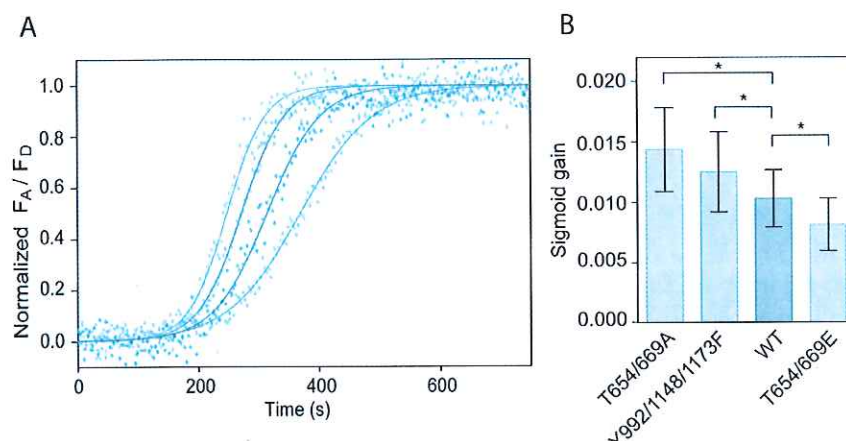 A
Normalized F_A / F_D
1.0
0.8
0.6
0.4
0.2
0.0
0
200
400
600
Time (s)
B
Sigmoid gain
0.020
0.015
0.010
0.005
0.000
*
*
*
T654/669A
Y992/1148/1173F
WT
T654/669E